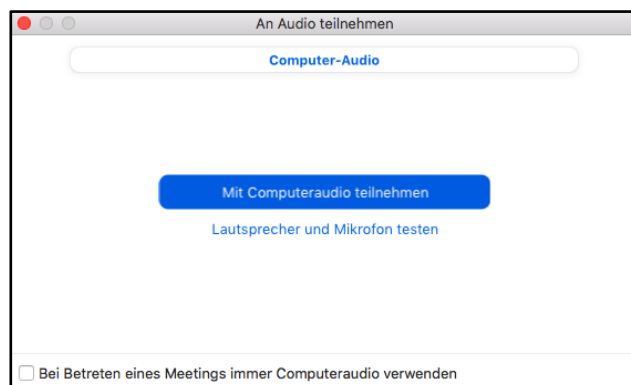 An Audio teilnehmen
Computer-Audio
Mit Computeraudio teilnehmen
Lautsprecher und Mikrofon testen
Bei Betreten eines Meetings immer Computeraudio verwenden